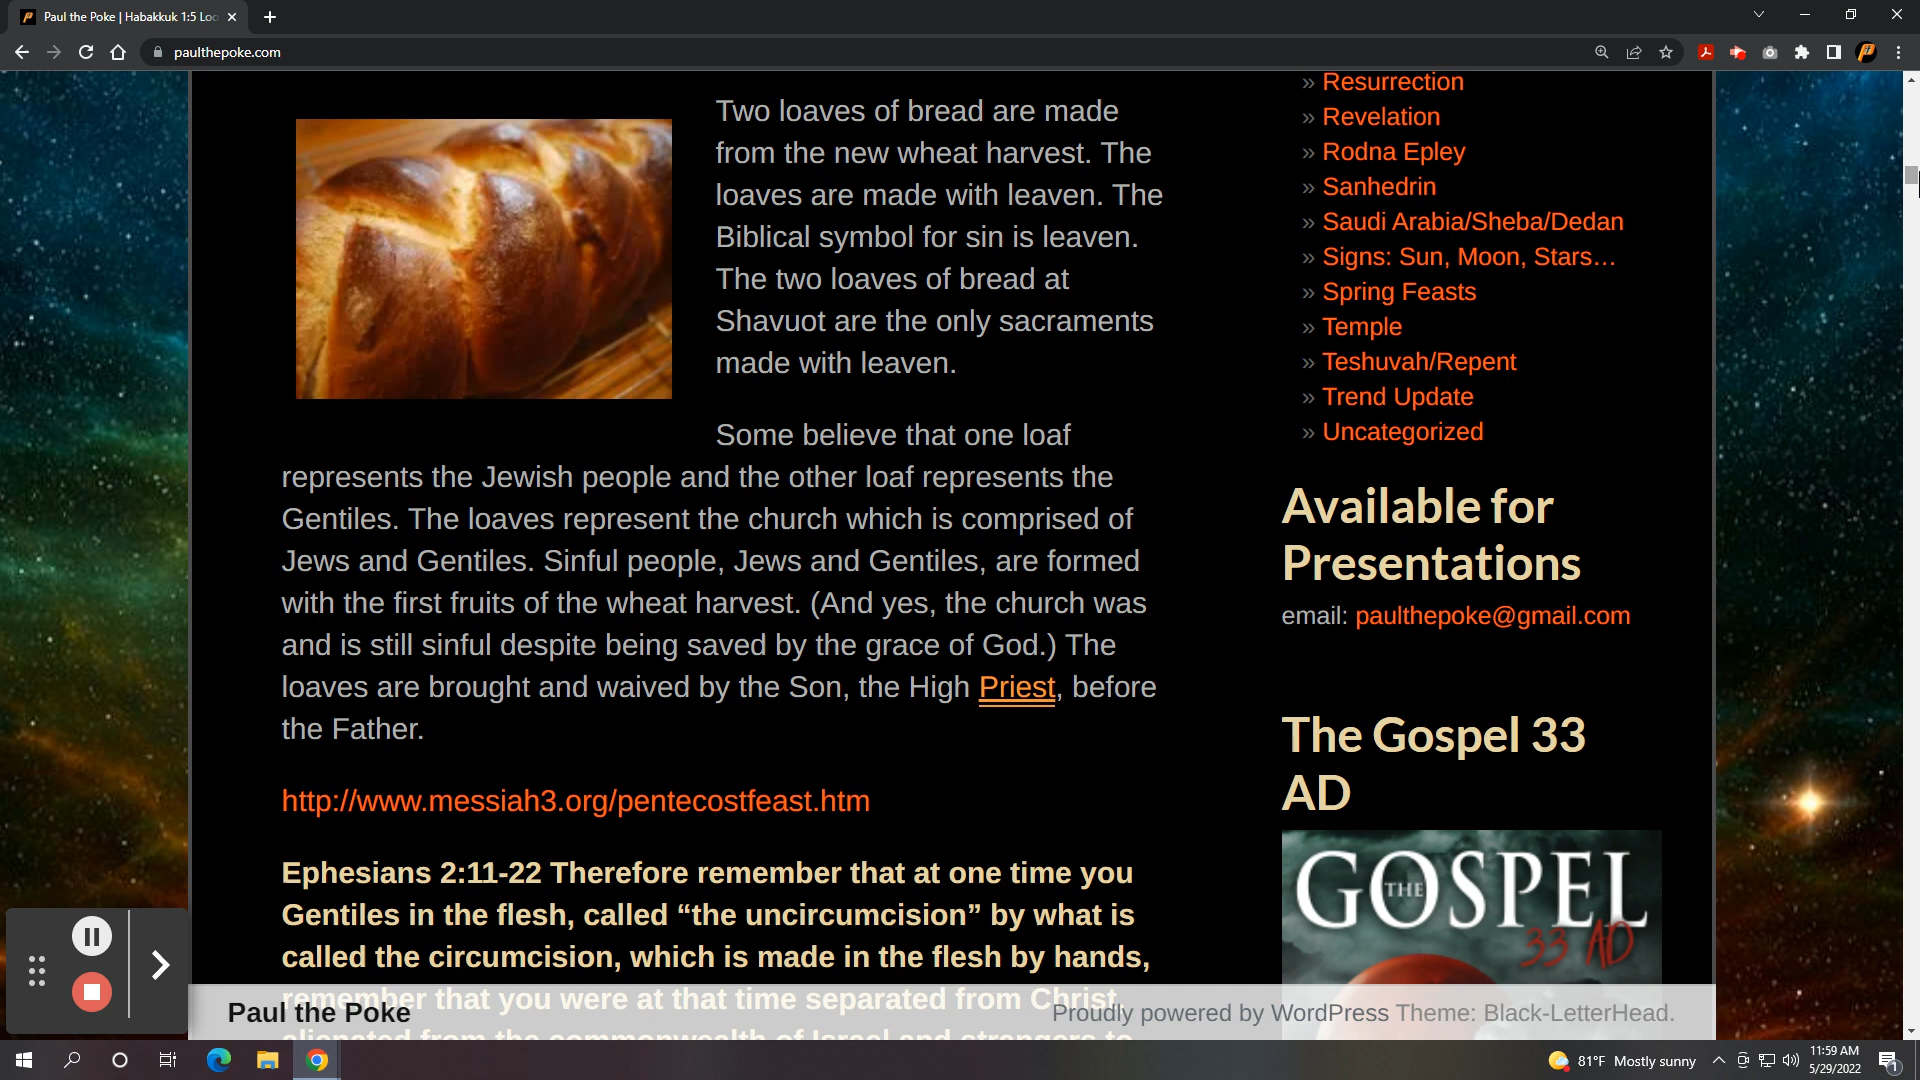 Paul the Poke | Habakkuk 1:5 Loo
paulthepoke.com
Two loaves of bread are made
from the new wheat harvest. The
loaves are made with leaven. The
Biblical symbol for sin is leaven.
The two loaves of bread at
Shavuot are the only sacraments
made with leaven.
Some believe that one loaf
represents the Jewish people and the other loaf represents the
Gentiles. The loaves represent the church which is comprised of
Jews and Gentiles. Sinful people, Jews and Gentiles, are formed
with the first fruits of the wheat harvest. (And yes, the church was
and is still sinful despite being saved by the grace of God.) The
loaves are brought and waived by the Son, the High Priest, before
the Father.
http://www.messiah3.org/pentecostfeast.htm
Ephesians 2:11-22 Therefore remember that at one time you
Gentiles in the flesh, called “the uncircumcision” by what is
called the circumcision, which is made in the flesh by hands,
remember that you were at that time separated from Christ,
alienated from the commonwealth of Israel and strangers to
» Resurrection
» Revelation
» Rodna Epley
» Sanhedrin
» Saudi Arabia/Sheba/Dedan
» Signs: Sun, Moon, Stars…
» Spring Feasts
» Temple
» Teshuvah/Repent
» Trend Update
» Uncategorized
Available for
Presentations
email: paulthepoke@gmail.com
The Gospel 33
AD
THE GOSPEL
33 AD
Paul the Poke
Proudly powered by WordPress Theme: Black-LetterHead.
81°F Mostly sunny
11:59 AM
5/29/2022
1